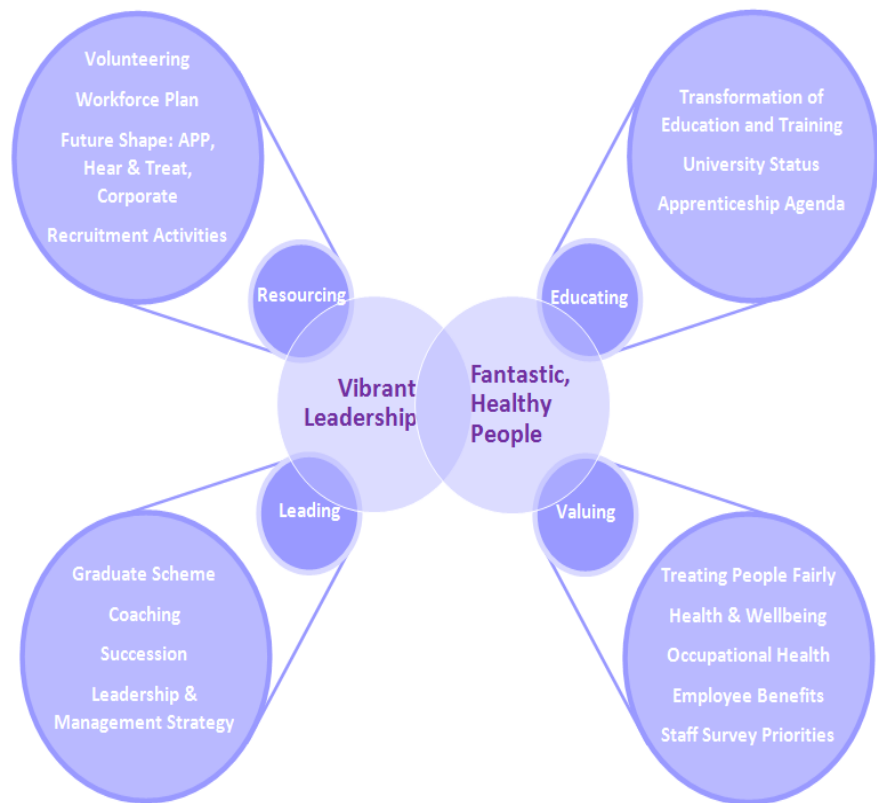 Volunteering
Workforce Plan
Future Shape: APP,
Hear & Treat,
Corporate
Recruitment Activities
Transformation of
Education and Training
University Status
Apprenticeship Agenda
Resourcing
Educating
Vibrant
Leadership
Fantastic,
Healthy
People
Leading
Valuing
Graduate Scheme
Coaching
Succession
Leadership &
Management Strategy
Treating People Fairly
Health & Wellbeing
Occupational Health
Employee Benefits
Staff Survey Priorities